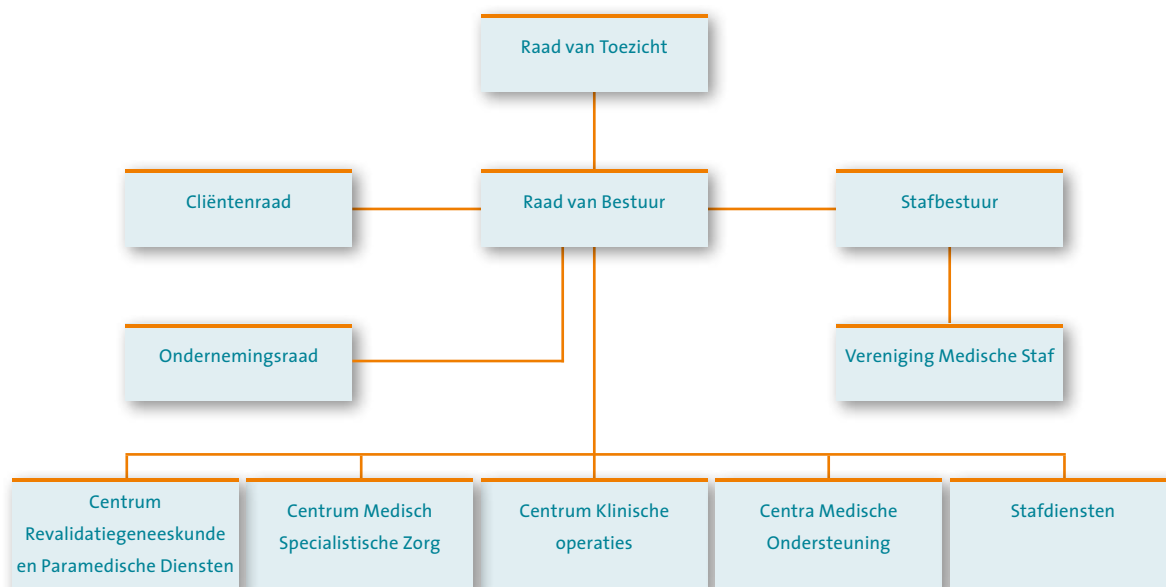 Raad van Toezicht
Cliëntenraad
Raad van Bestuur
Stafbestuur
Ondernemingsraad
Vereniging Medische Staf
Centrum
Revalidatiegeneeskunde
en Paramedische Diensten
Centrum Medisch
Specialistische Zorg
Centrum Klinische
operaties
Centra Medische
Ondersteuning
Stafdiensten